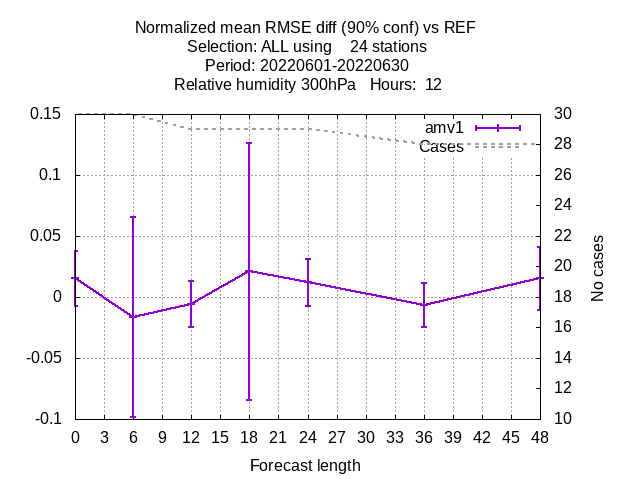 Normalized mean RMSE diff (90% conf) vs REF
Selection: ALL using    24 stations
Period: 20220601-20220630
Relative humidity 300hPa   Hours:  12
0.15
0.1
0.05
0
-0.05
-0.1
30
28
26
24
22
20
18
16
14
12
10
amv1
Cases
No cases
0 3 6 9 12 15 18 21 24 27 30 33 36 39 42 45 48
Forecast length